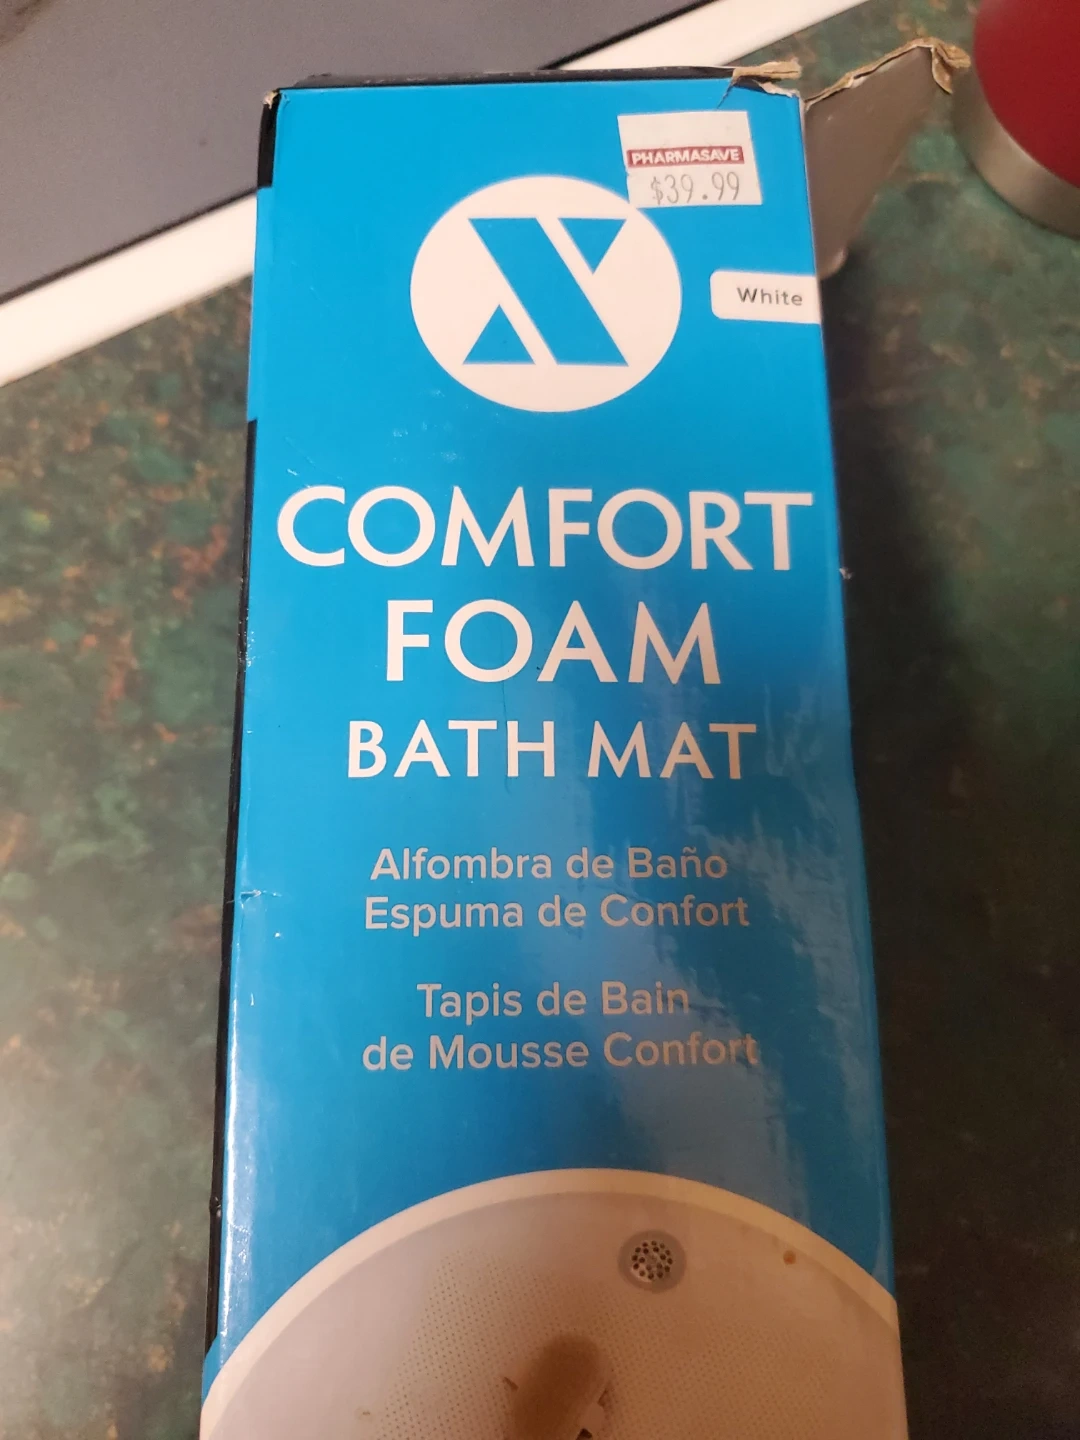 PHARMASAVE
$39.99
White
COMFORT
FOAM
BATH MAT
Alfombra de Baño
Espuma de Confort
Tapis de Bain
de Mousse Confort